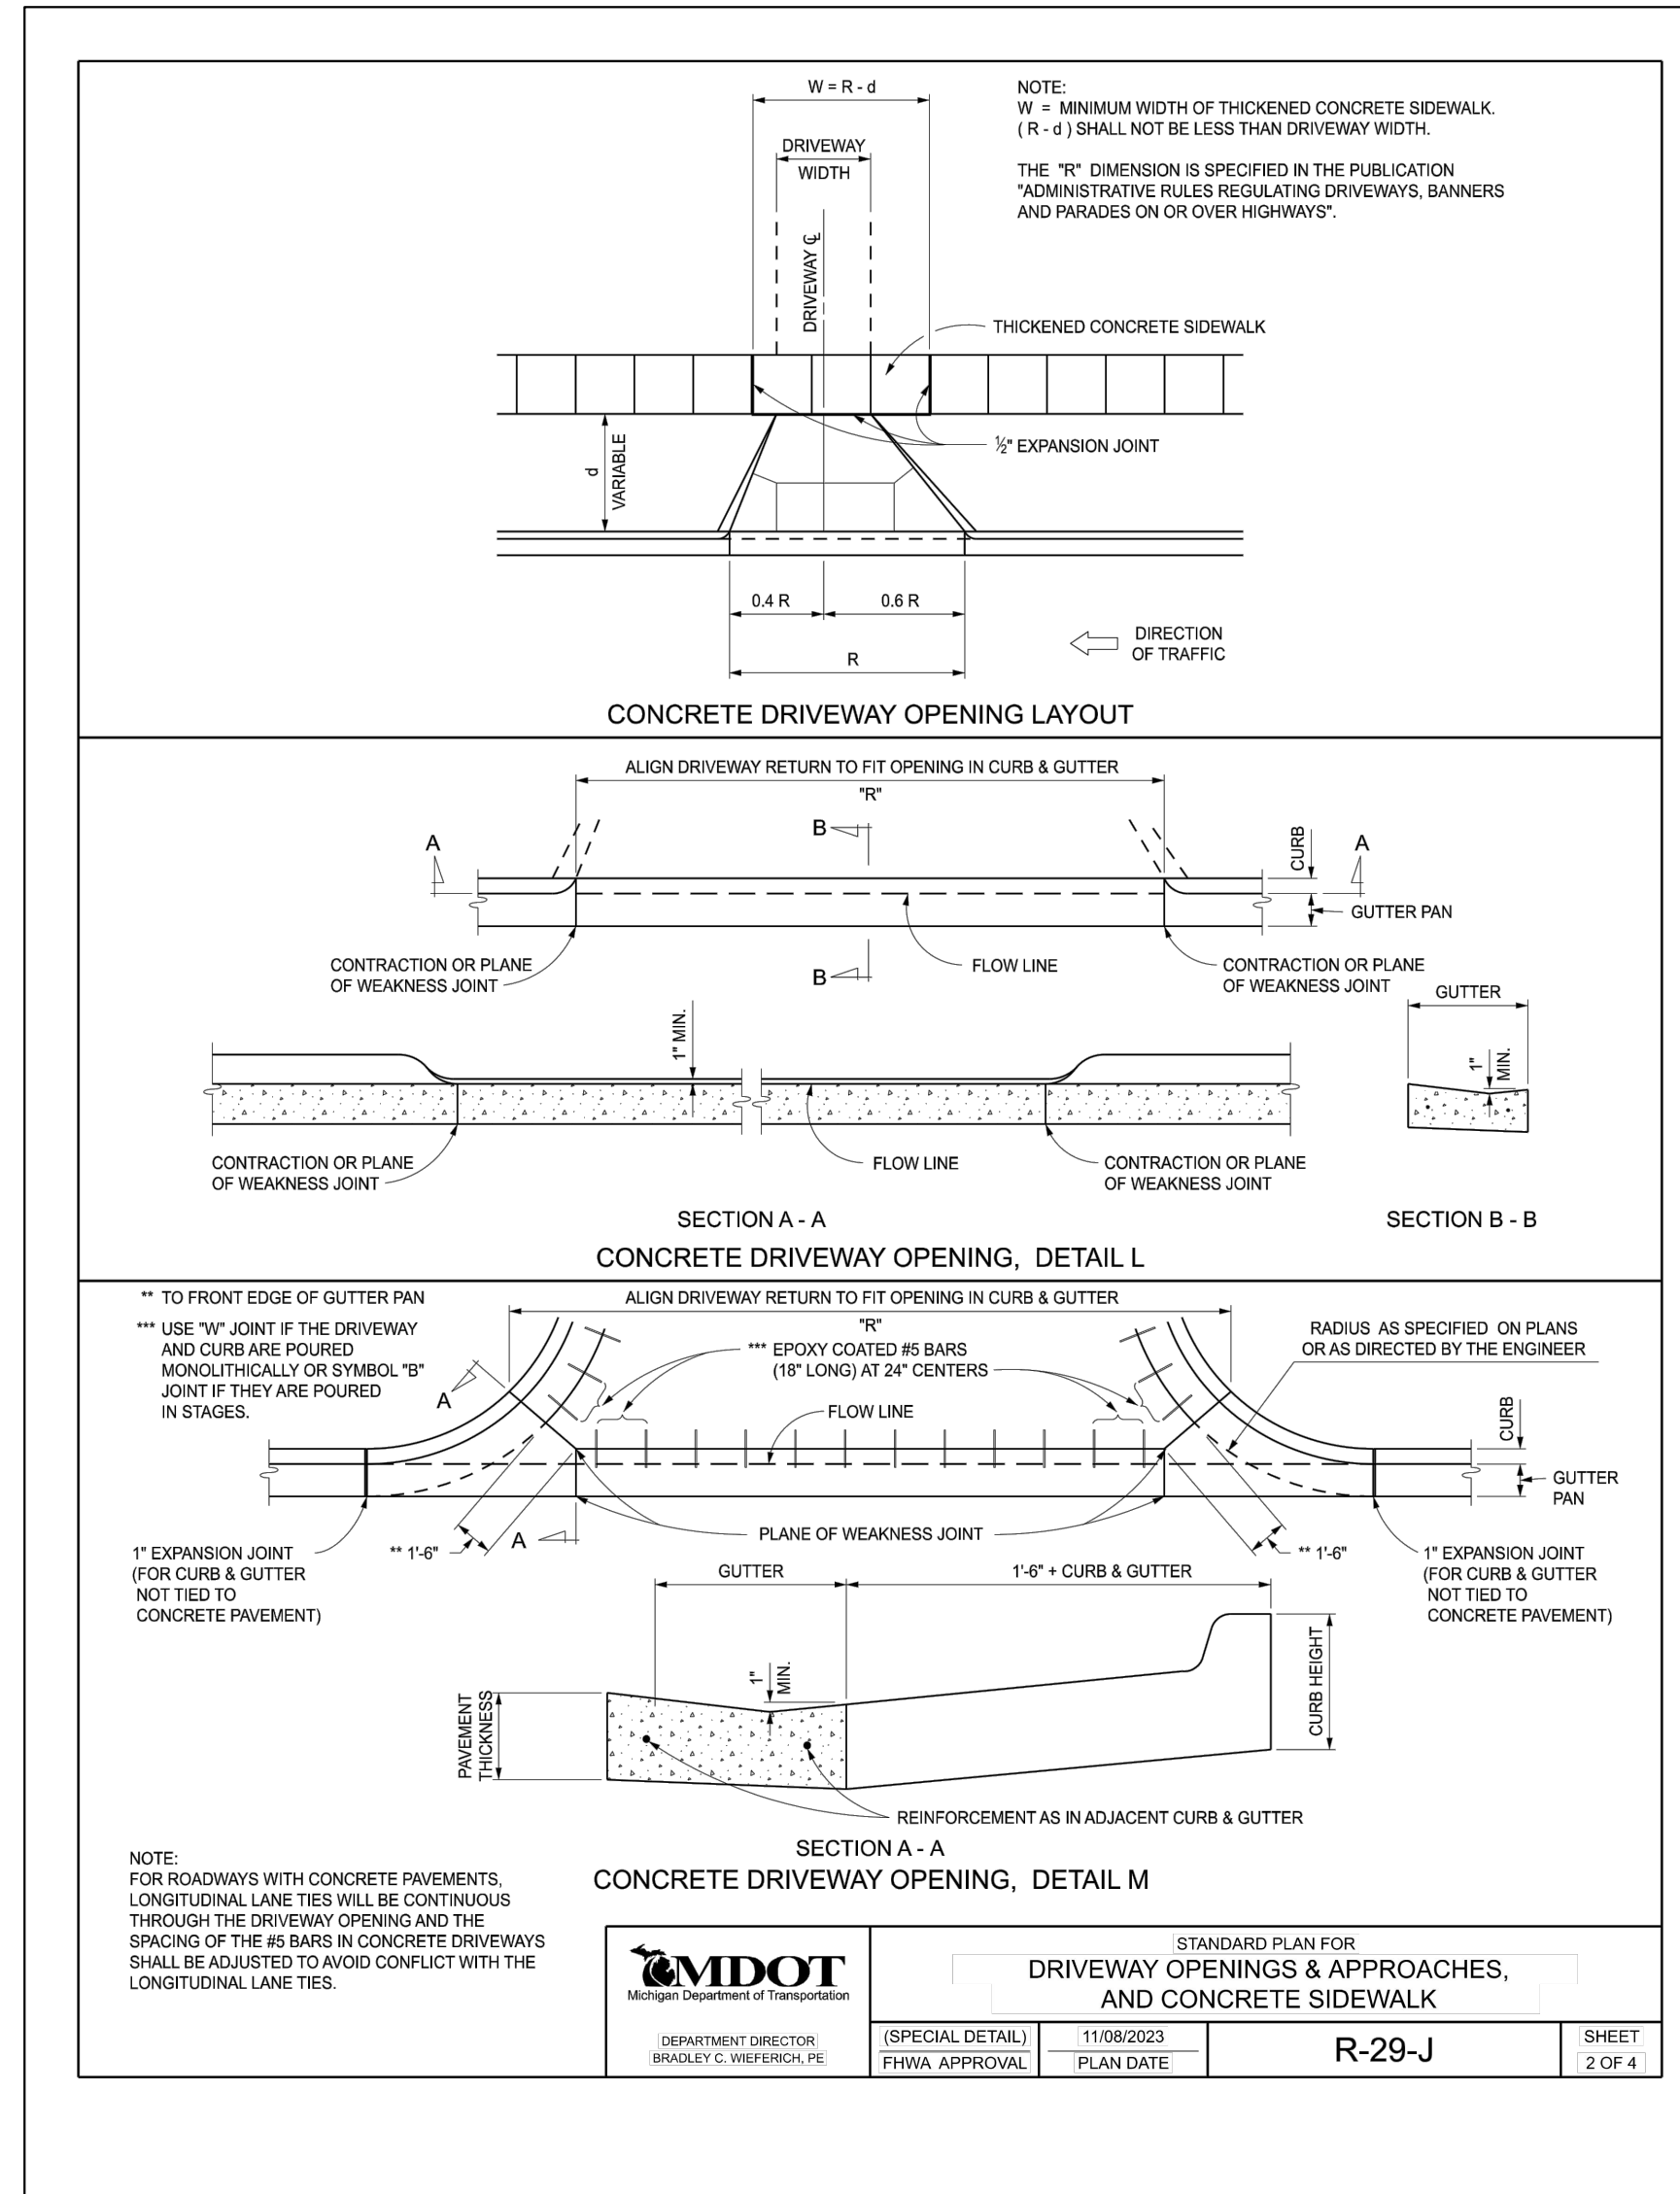 W = R - d
DRIVEWAY
WIDTH
DRIVEWAY ℄
NOTE:
W = MINIMUM WIDTH OF THICKENED CONCRETE SIDEWALK.
( R - d ) SHALL NOT BE LESS THAN DRIVEWAY WIDTH.
THE "R" DIMENSION IS SPECIFIED IN THE PUBLICATION
"ADMINISTRATIVE RULES REGULATING DRIVEWAYS, BANNERS
AND PARADES ON OR OVER HIGHWAYS".
THICKENED CONCRETE SIDEWALK
½" EXPANSION JOINT
d
VARIABLE
0.4 R
0.6 R
R
DIRECTION
OF TRAFFIC
CONCRETE DRIVEWAY OPENING LAYOUT
ALIGN DRIVEWAY RETURN TO FIT OPENING IN CURB & GUTTER
"R"
B
A
CURB
A
GUTTER PAN
CONTRACTION OR PLANE
OF WEAKNESS JOINT
B
FLOW LINE
CONTRACTION OR PLANE
OF WEAKNESS JOINT
GUTTER
1" MIN.
1"
MIN.
CONTRACTION OR PLANE
OF WEAKNESS JOINT
FLOW LINE
CONTRACTION OR PLANE
OF WEAKNESS JOINT
SECTION A - A
SECTION B - B
CONCRETE DRIVEWAY OPENING, DETAIL L
** TO FRONT EDGE OF GUTTER PAN
*** USE "W" JOINT IF THE DRIVEWAY
AND CURB ARE POURED
MONOLITHICALLY OR SYMBOL "B"
JOINT IF THEY ARE POURED
IN STAGES.
ALIGN DRIVEWAY RETURN TO FIT OPENING IN CURB & GUTTER
"R"
*** EPOXY COATED #5 BARS
(18" LONG) AT 24" CENTERS
RADIUS AS SPECIFIED ON PLANS
OR AS DIRECTED BY THE ENGINEER
A
FLOW LINE
CURB
GUTTER
PAN
PLANE OF WEAKNESS JOINT
A
** 1'-6"
** 1'-6"
1" EXPANSION JOINT
(FOR CURB & GUTTER
NOT TIED TO
CONCRETE PAVEMENT)
1" EXPANSION JOINT
(FOR CURB & GUTTER
NOT TIED TO
CONCRETE PAVEMENT)
GUTTER
1'-6" + CURB & GUTTER
1"
MIN.
PAVEMENT
THICKNESS
CURB HEIGHT
REINFORCEMENT AS IN ADJACENT CURB & GUTTER
SECTION A - A
CONCRETE DRIVEWAY OPENING, DETAIL M
NOTE:
FOR ROADWAYS WITH CONCRETE PAVEMENTS,
LONGITUDINAL LANE TIES WILL BE CONTINUOUS
THROUGH THE DRIVEWAY OPENING AND THE
SPACING OF THE #5 BARS IN CONCRETE DRIVEWAYS
SHALL BE ADJUSTED TO AVOID CONFLICT WITH THE
LONGITUDINAL LANE TIES.
MDOT
Michigan Department of Transportation
DEPARTMENT DIRECTOR
BRADLEY C. WIEFERICH, PE
STANDARD PLAN FOR
DRIVEWAY OPENINGS & APPROACHES,
AND CONCRETE SIDEWALK
(SPECIAL DETAIL)
FHWA APPROVAL
11/08/2023
PLAN DATE
R-29-J
SHEET
2 OF 4